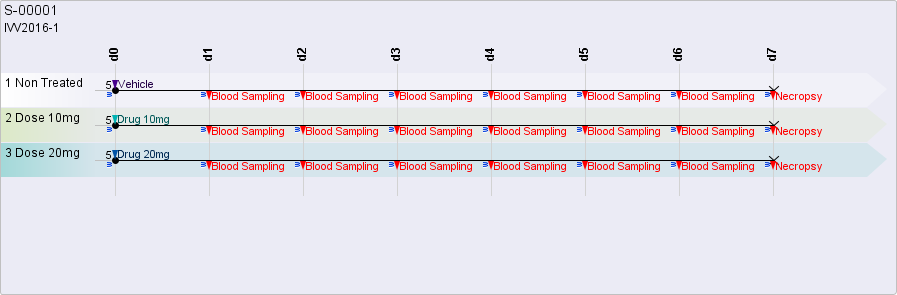 S-00001
IVV2016-1
d0 d1 d2 d3 d4 d5 d6 d7
1 Non Treated 5 Vehicle
Blood Sampling Blood Sampling Blood Sampling Blood Sampling Blood Sampling Blood Sampling Necropsy
2 Dose 10mg 5 Drug 10mg
Blood Sampling Blood Sampling Blood Sampling Blood Sampling Blood Sampling Blood Sampling Necropsy
3 Dose 20mg 5 Drug 20mg
Blood Sampling Blood Sampling Blood Sampling Blood Sampling Blood Sampling Blood Sampling Necropsy